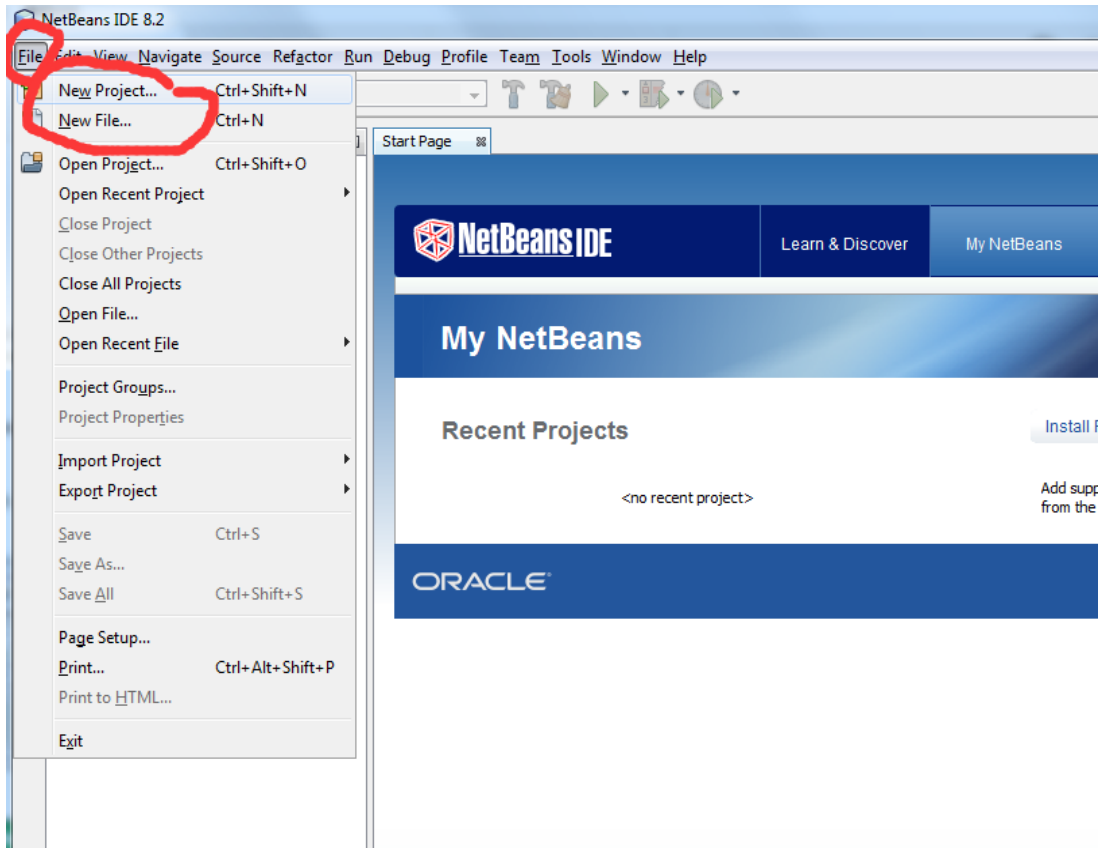 NetBeans IDE 8.2
File Edit View Navigate Source Refactor Run Debug Profile Team Tools Window Help
New Project... Ctrl+Shift+N
New File... Ctrl+N
Open Project... Ctrl+Shift+O
Open Recent Project
Close Project
Close Other Projects
Close All Projects
Open File...
Open Recent File
Project Groups...
Project Properties
Import Project
Export Project
Save Ctrl+S
Save As...
Save All Ctrl+Shift+S
Page Setup...
Print... Ctrl+Alt+Shift+P
Print to HTML...
Exit
Start Page
NetBeans IDE
Learn & Discover
My NetBeans
My NetBeans
Recent Projects
Install
<no recent project>
Add supp
from the
ORACLE